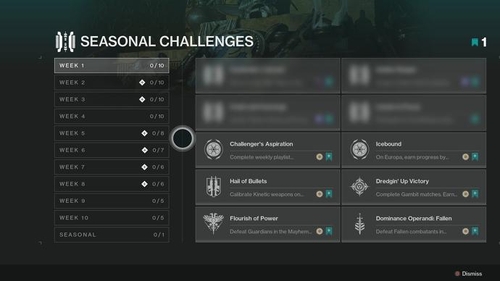 SEASONAL CHALLENGES
1
WEEK 1 0/10
WEEK 2 0/10
WEEK 3 0/10
WEEK 4 0/10
WEEK 5 0/8
WEEK 6 0/7
WEEK 7 0/6
WEEK 8 0/6
WEEK 9 0/5
WEEK 10 0/5
SEASONAL 0/1
Challenger's Aspiration
Complete weekly playlist...
Icebound
On Europa, earn progress by...
Hail of Bullets
Calibrate Kinetic weapons on...
Dredgin' Up Victory
Complete Gambit matches. Earn...
Flourish of Power
Defeat Guardians in the Mayhem...
Dominance Operandi: Fallen
Defeat Fallen combatants in...
Dismiss